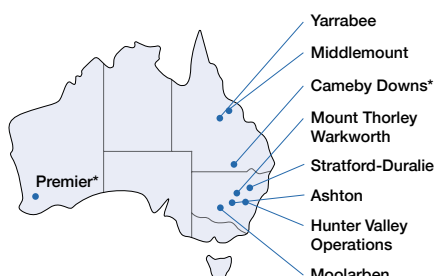 Yarrabee
Middlemount
Cameby Downs*
Mount Thorley
Warkworth
Stratford-Duralie
Premier*
Ashton
Hunter Valley
Operations
Moolarben